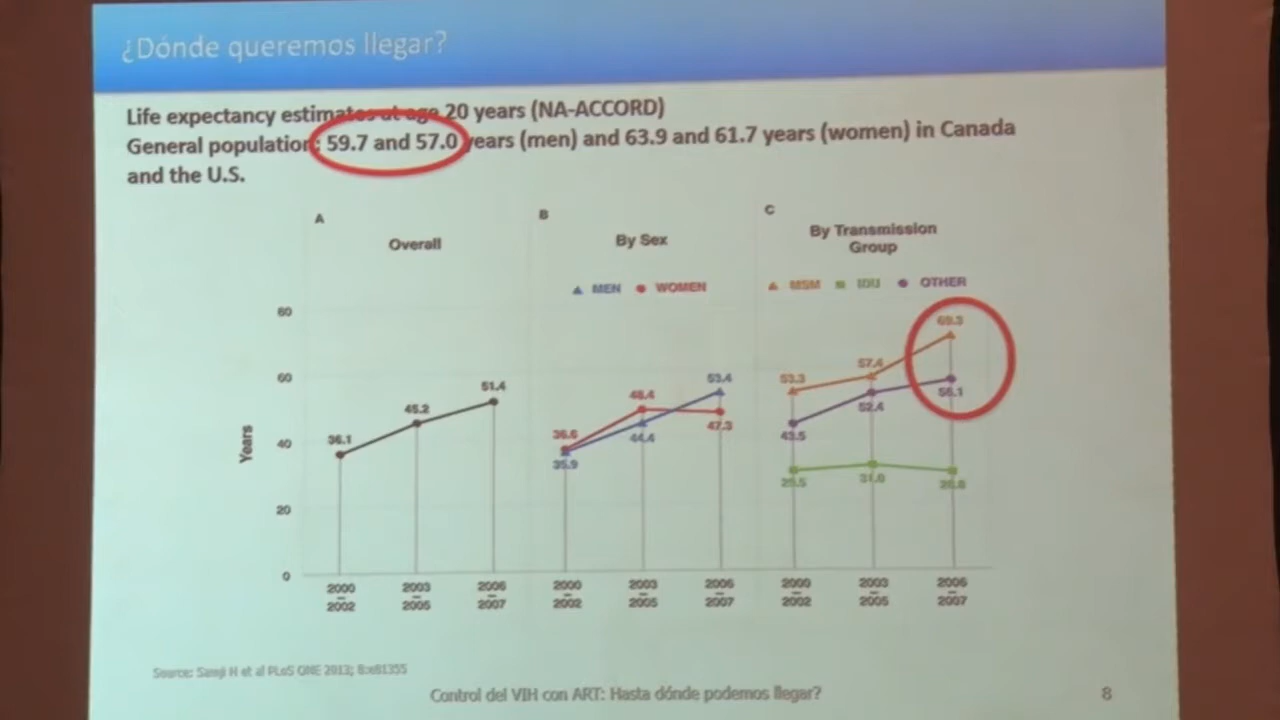 ¿Dónde queremos llegar?
Life expectancy estimates at age 20 years (NA-ACCORD)
General population: 59.7 and 57.0 years (men) and 63.9 and 61.7 years (women) in Canada
and the U.S.
A
Overall
B
By Sex
C
By Transmission
Group
MEN WOMEN
MSM IDU OTHER
Years
60
40
20
0
36.1
45.2
51.4
36.6
35.9
48.4
44.4
53.4
47.3
53.3
43.5
57.4
52.4
31.0
69.3
2000
–
2002
2003
–
2005
2006
–
2007
2000
–
2002
2003
–
2005
2006
–
2007
2000
–
2002
2003
–
2005
2006
–
2007
Source: Samji H et al PLoS ONE 2013; 8:e81355
Control del VIH con ART: Hasta dónde podemos llegar?
8